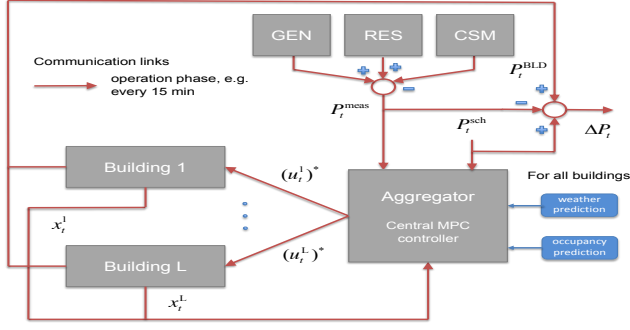 GEN
RES
CSM
Communication links
operation phase, e.g.
every 15 min
P_t^BLD
P_t^meas
P_t^sch
ΔP_t
Building 1
(u_t^1)*
x_t^1
Aggregator
Central MPC
controller
For all buildings
weather
prediction
occupancy
prediction
Building L
(u_t^L)*
x_t^L